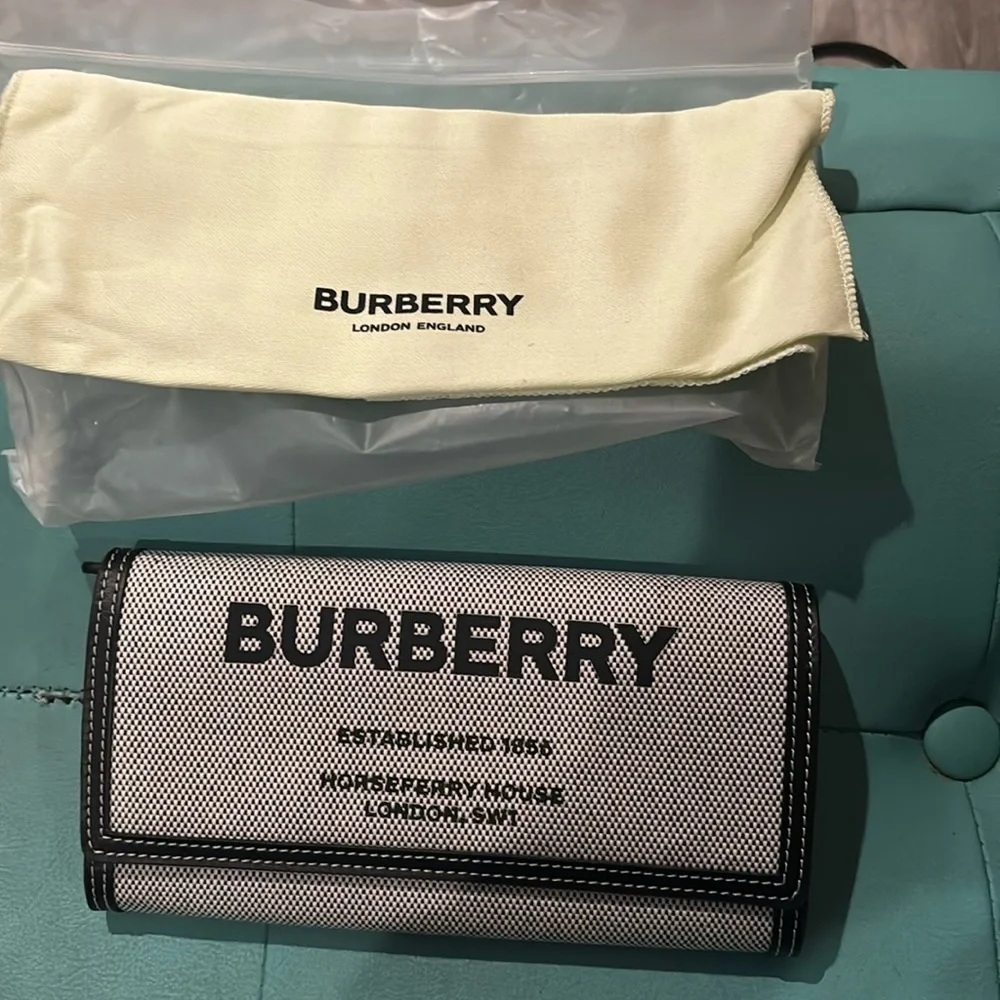 BURBERRY
LONDON ENGLAND
BURBERRY
ESTABLISHED 1856
HORSEFERRY HOUSE
LONDON, SW1